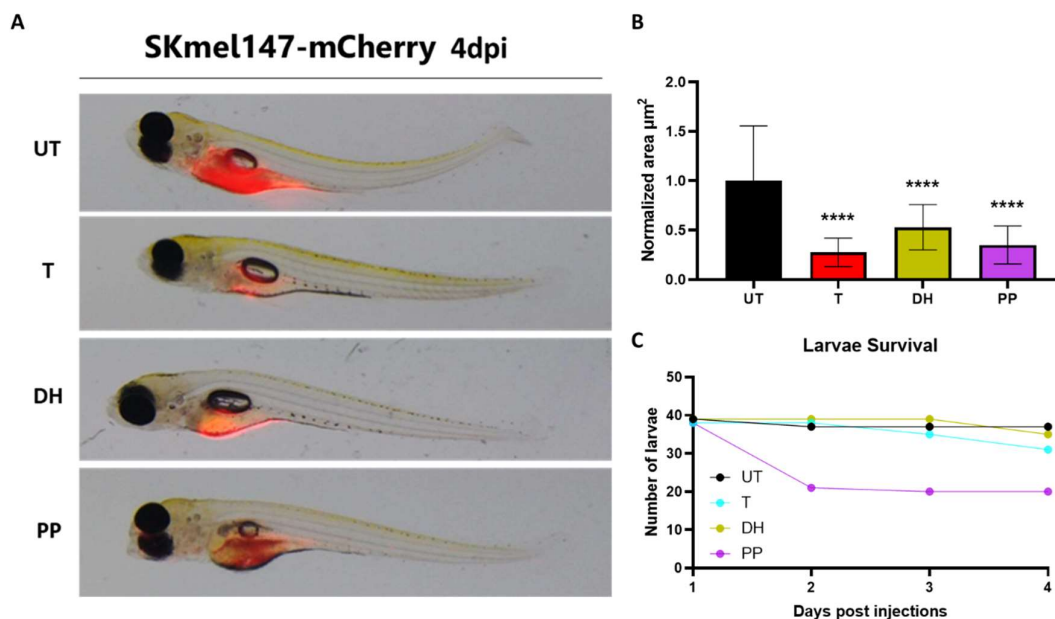 A
SKmel147-mCherry 4dpi
UT
T
DH
PP
B
Normalized area µm²
2.0
1.5
1.0
0.5
0.0
****
****
****
UT T DH PP
C
Larvae Survival
Number of larvae
50
40
30
20
10
0
UT
T
DH
PP
1 2 3 4
Days post injections